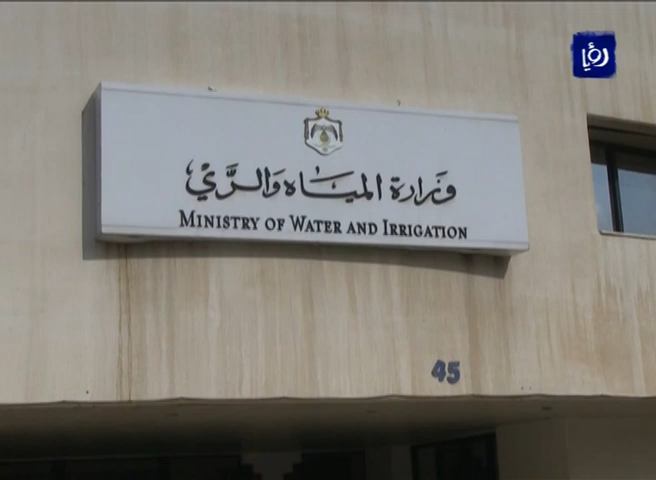 رؤيا
وزارة المياه والري
MINISTRY OF WATER AND IRRIGATION
45